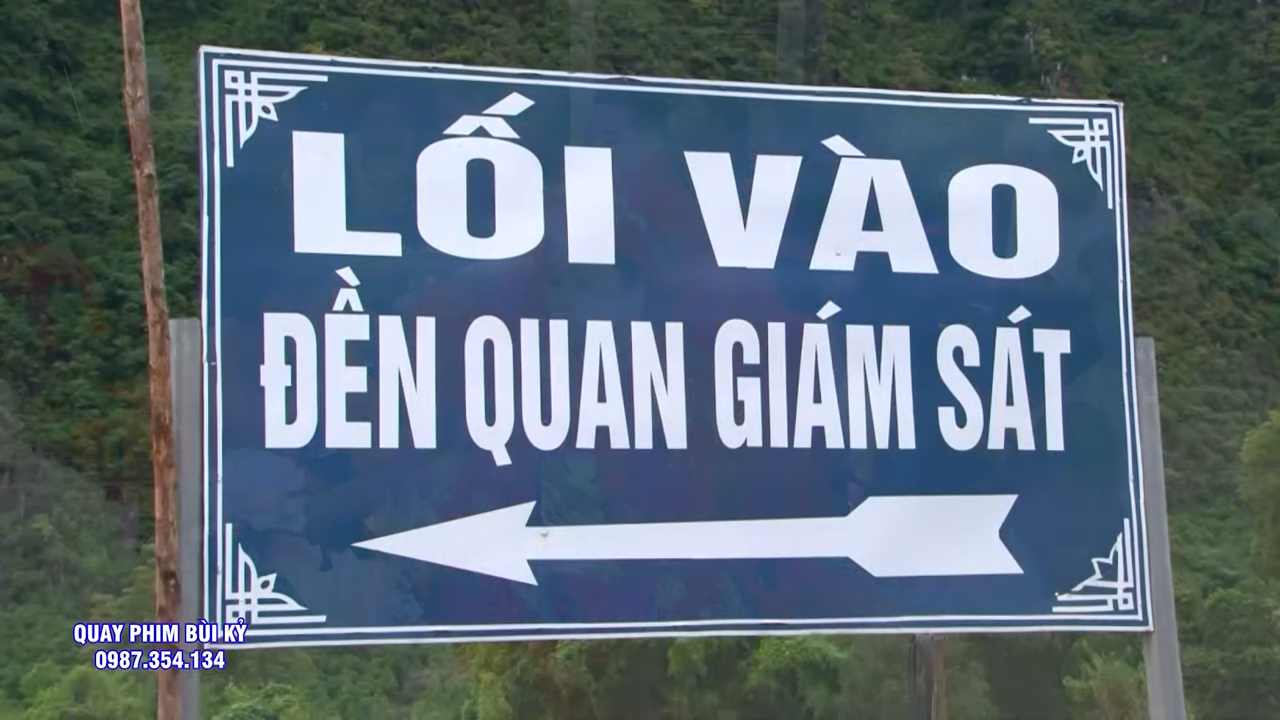 LỐI VÀO
ĐỀN QUAN GIÁM SÁT
QUAY PHIM BÙI KỶ
0987.354.134